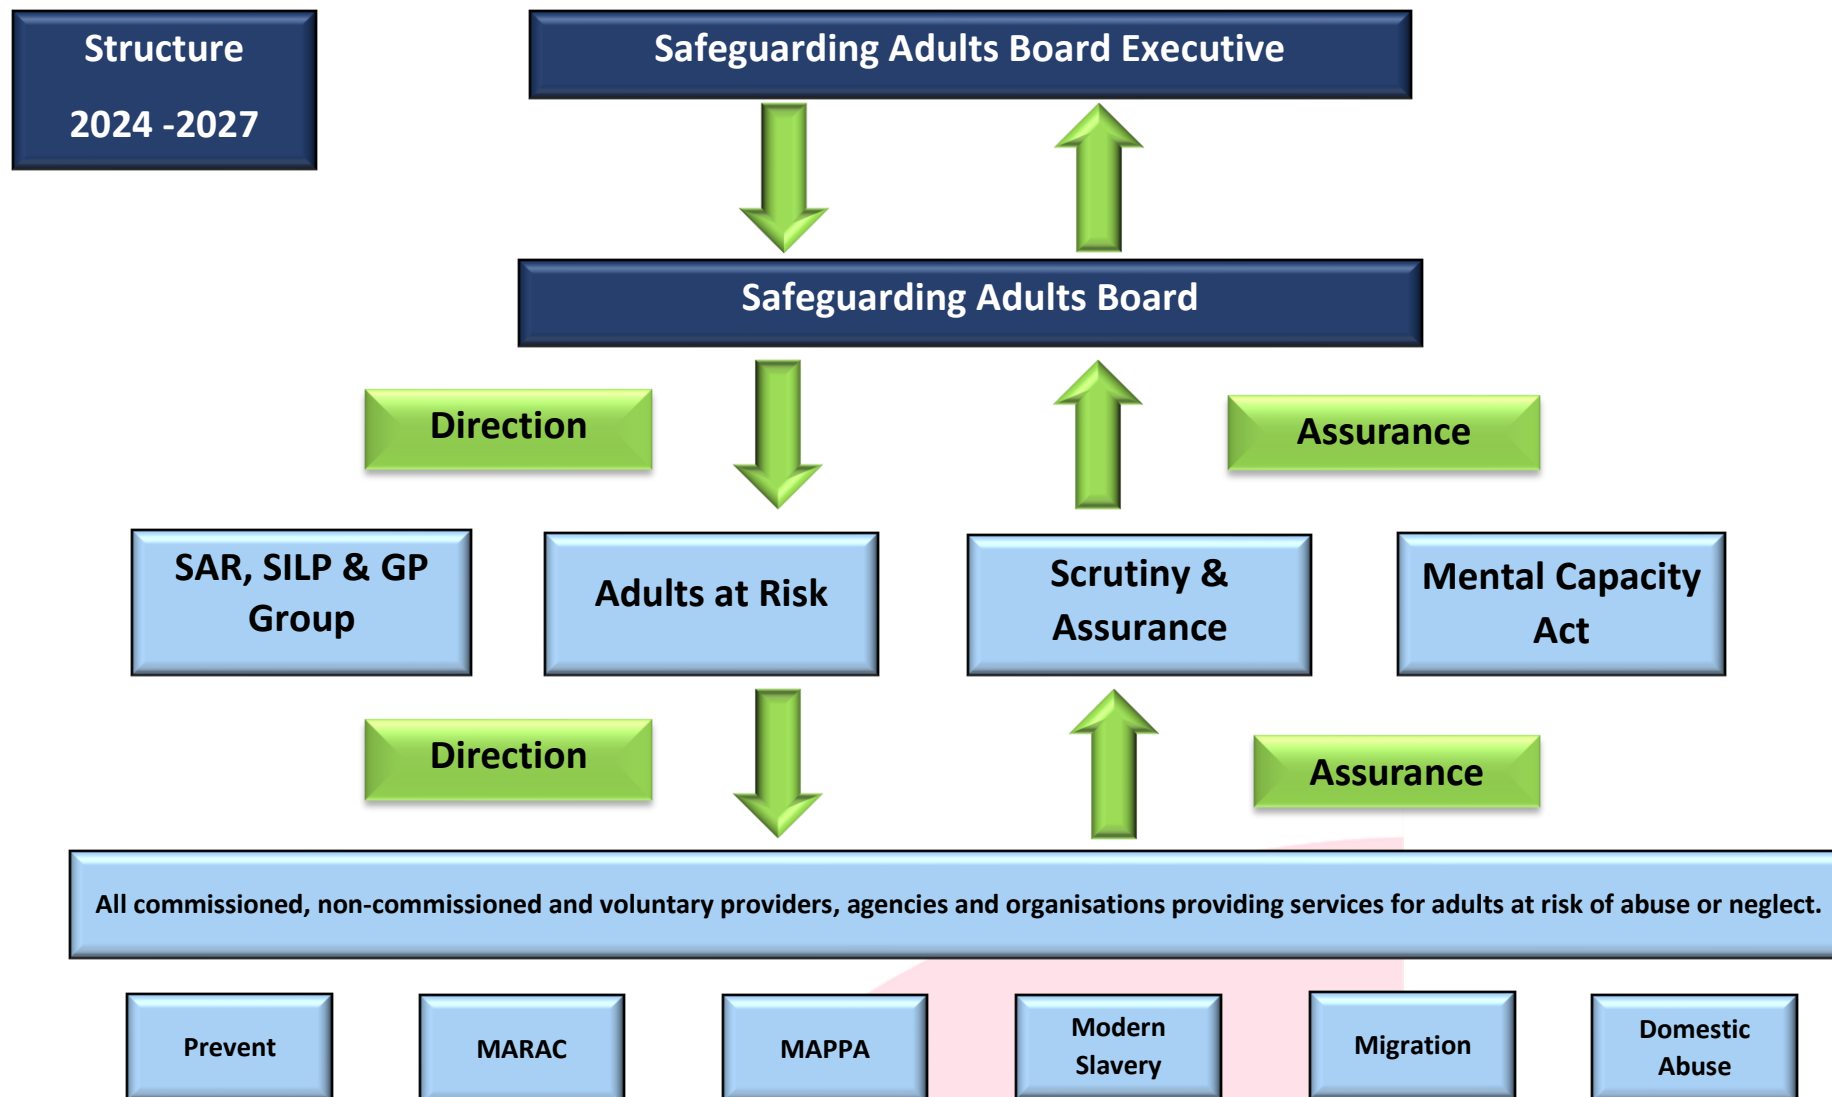 Structure
2024 -2027
Safeguarding Adults Board Executive
Safeguarding Adults Board
Direction
Assurance
SAR, SILP & GP
Group
Adults at Risk
Scrutiny &
Assurance
Mental Capacity
Act
Direction
Assurance
All commissioned, non-commissioned and voluntary providers, agencies and organisations providing services for adults at risk of abuse or neglect.
Prevent
MARAC
MAPPA
Modern
Slavery
Migration
Domestic
Abuse